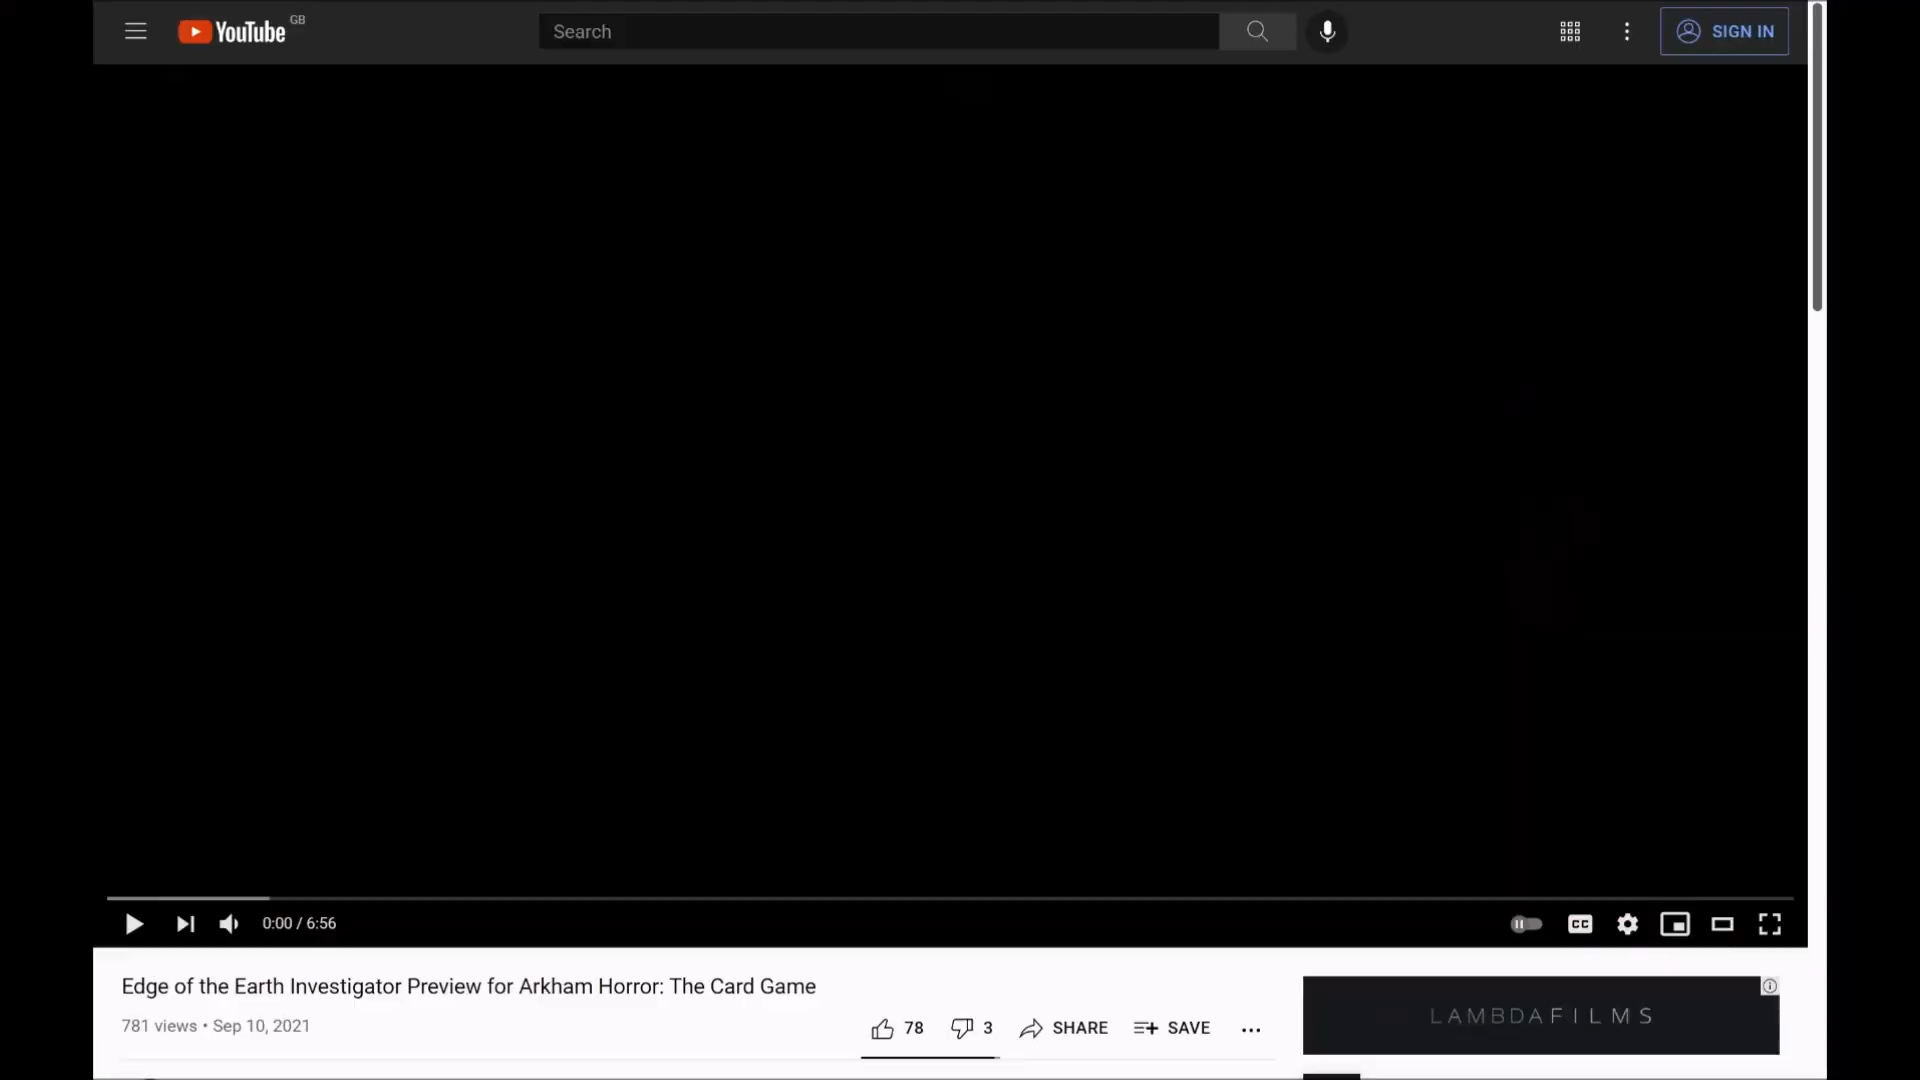 YouTube GB
Search
SIGN IN
0:00 / 6:56
CC
Edge of the Earth Investigator Preview for Arkham Horror: The Card Game
781 views • Sep 10, 2021
78
3
SHARE
SAVE
LAMBDAFILMS